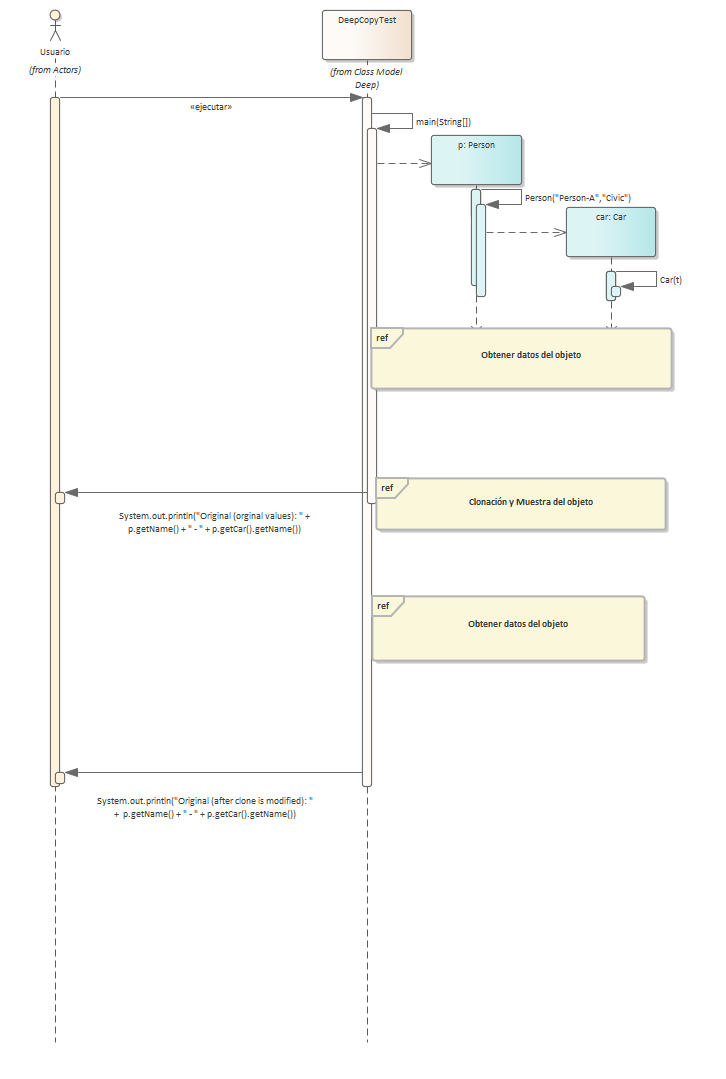 DeepCopyTest
Usuario
(from Actors)
(from Class Model
Deep)
«ejecutar»
main(String[])
p: Person
Person("Person-A","Civic")
car: Car
Car(t)
ref
Obtener datos del objeto
ref
Clonación y Muestra del objeto
System.out.println("Original (orginal values): " +
p.getName() + " - " + p.getCar().getName())
ref
Obtener datos del objeto
System.out.println("Original (after clone is modified): "
+ p.getName() + " - " + p.getCar().getName())